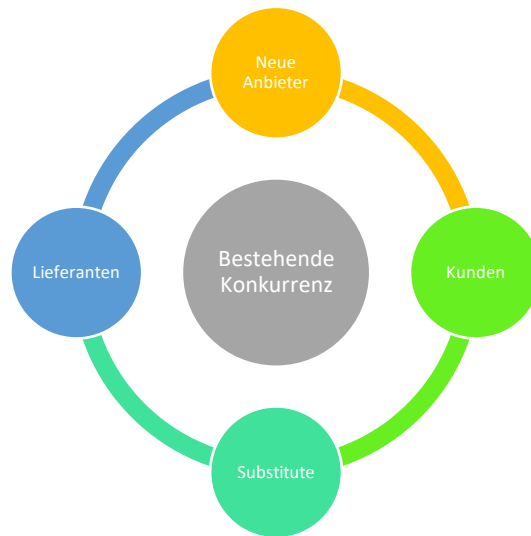 Neue
Anbieter
Bestehende
Konkurrenz
Lieferanten
Kunden
Substitute